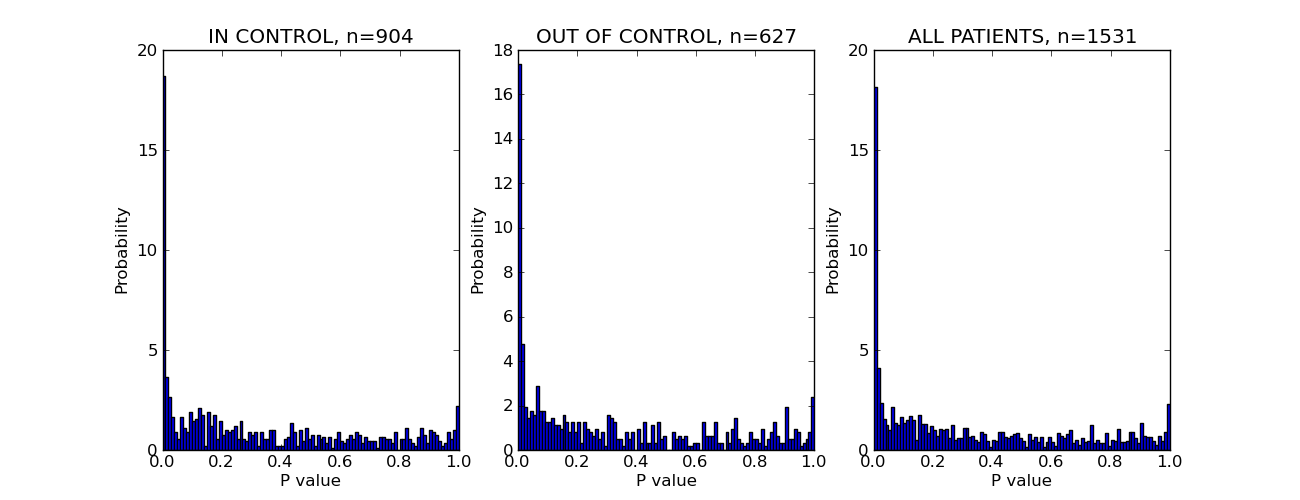 IN CONTROL, n=904
20
15
10
5
0
Probability
0.0 0.2 0.4 0.6 0.8 1.0
P value
OUT OF CONTROL, n=627
18
16
14
12
10
8
6
4
2
0
Probability
0.0 0.2 0.4 0.6 0.8 1.0
P value
ALL PATIENTS, n=1531
20
15
10
5
0
Probability
0.0 0.2 0.4 0.6 0.8 1.0
P value